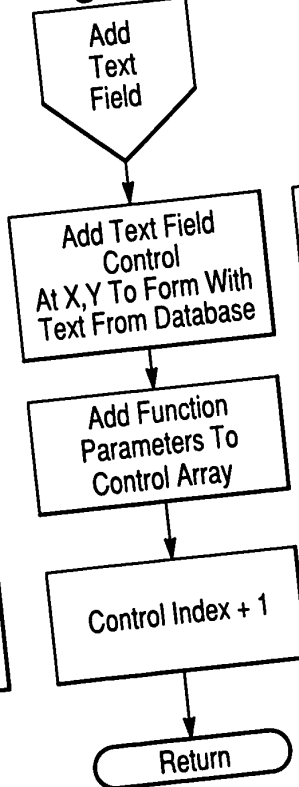 Add
Text
Field
Add Text Field
Control
At X,Y To Form With
Text From Database
Add Function
Parameters To
Control Array
Control Index + 1
Return